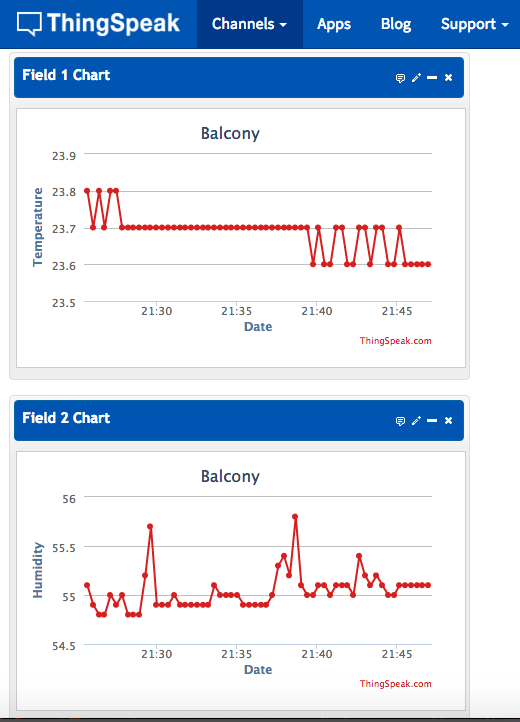 ThingSpeak Channels Apps Blog Support
Field 1 Chart
Balcony
23.9
23.8
23.7
23.6
23.5
Temperature
21:30 21:35 21:40 21:45
Date
ThingSpeak.com
Field 2 Chart
Balcony
56
55.5
55
54.5
Humidity
21:30 21:35 21:40 21:45
Date
ThingSpeak.com